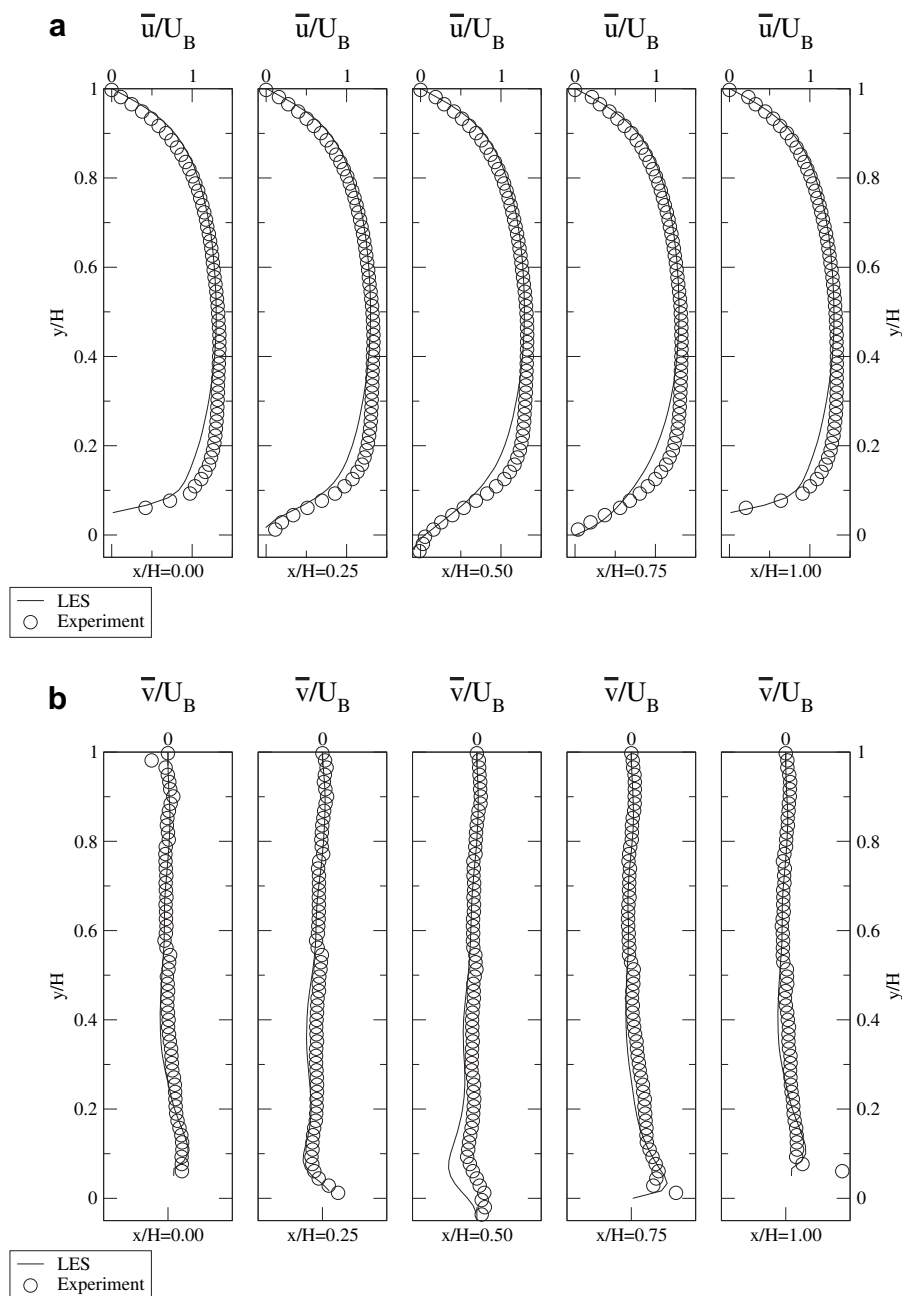 a
u/U_B u/U_B u/U_B u/U_B u/U_B
0 1 0 1 0 1 0 1 0 1
1
0.8
0.6
y/H
0.4
0.2
0
1
0.8
0.6
y/H
0.4
0.2
0
x/H=0.00 x/H=0.25 x/H=0.50 x/H=0.75 x/H=1.00
LES
Experiment
b
v/U_B v/U_B v/U_B v/U_B v/U_B
0 0 0 0 0
1
0.8
0.6
y/H
0.4
0.2
0
1
0.8
0.6
y/H
0.4
0.2
0
x/H=0.00 x/H=0.25 x/H=0.50 x/H=0.75 x/H=1.00
LES
Experiment